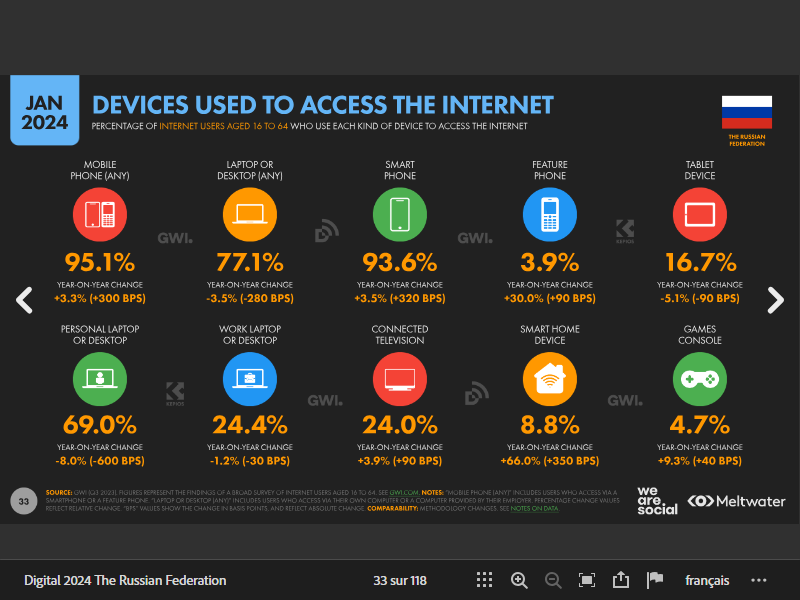 JAN
2024
DEVICES USED TO ACCESS THE INTERNET
PERCENTAGE OF INTERNET USERS AGED 16 TO 64 WHO USE EACH KIND OF DEVICE TO ACCESS THE INTERNET
THE RUSSIAN
FEDERATION
MOBILE
PHONE (ANY)
95.1%
YEAR-ON-YEAR CHANGE
+3.3% (+300 BPS)
LAPTOP OR
DESKTOP (ANY)
77.1%
YEAR-ON-YEAR CHANGE
-3.5% (-280 BPS)
SMART
PHONE
93.6%
YEAR-ON-YEAR CHANGE
+3.5% (+320 BPS)
FEATURE
PHONE
3.9%
YEAR-ON-YEAR CHANGE
+30.0% (+90 BPS)
TABLET
DEVICE
16.7%
YEAR-ON-YEAR CHANGE
-5.1% (-90 BPS)
GWI.
GWI.
KEPIOS
PERSONAL LAPTOP
OR DESKTOP
69.0%
YEAR-ON-YEAR CHANGE
-8.0% (-600 BPS)
WORK LAPTOP
OR DESKTOP
24.4%
YEAR-ON-YEAR CHANGE
-1.2% (-30 BPS)
CONNECTED
TELEVISION
24.0%
YEAR-ON-YEAR CHANGE
+3.9% (+90 BPS)
SMART HOME
DEVICE
8.8%
YEAR-ON-YEAR CHANGE
+66.0% (+350 BPS)
GAMES
CONSOLE
4.7%
YEAR-ON-YEAR CHANGE
+9.3% (+40 BPS)
KEPIOS
GWI.
GWI.
33
SOURCE: GWI (Q3 2023). FIGURES REPRESENT THE FINDINGS OF A BROAD SURVEY OF INTERNET USERS AGED 16 TO 64. SEE GWI.COM. NOTES: "MOBILE PHONE (ANY)" INCLUDES USERS WHO ACCESS VIA A
SMARTPHONE OR A FEATURE PHONE. "LAPTOP OR DESKTOP (ANY)" INCLUDES USERS WHO ACCESS VIA THEIR OWN COMPUTER OR A COMPUTER PROVIDED BY THEIR EMPLOYER. PERCENTAGE CHANGE VALUES
REFLECT RELATIVE CHANGE. "BPS" VALUES SHOW THE CHANGE IN BASIS POINTS, AND REFLECT ABSOLUTE CHANGE. COMPARABILITY: METHODOLOGY CHANGES. SEE NOTES ON DATA.
we
are.
social
Meltwater
Digital 2024 The Russian Federation
33 sur 118
français